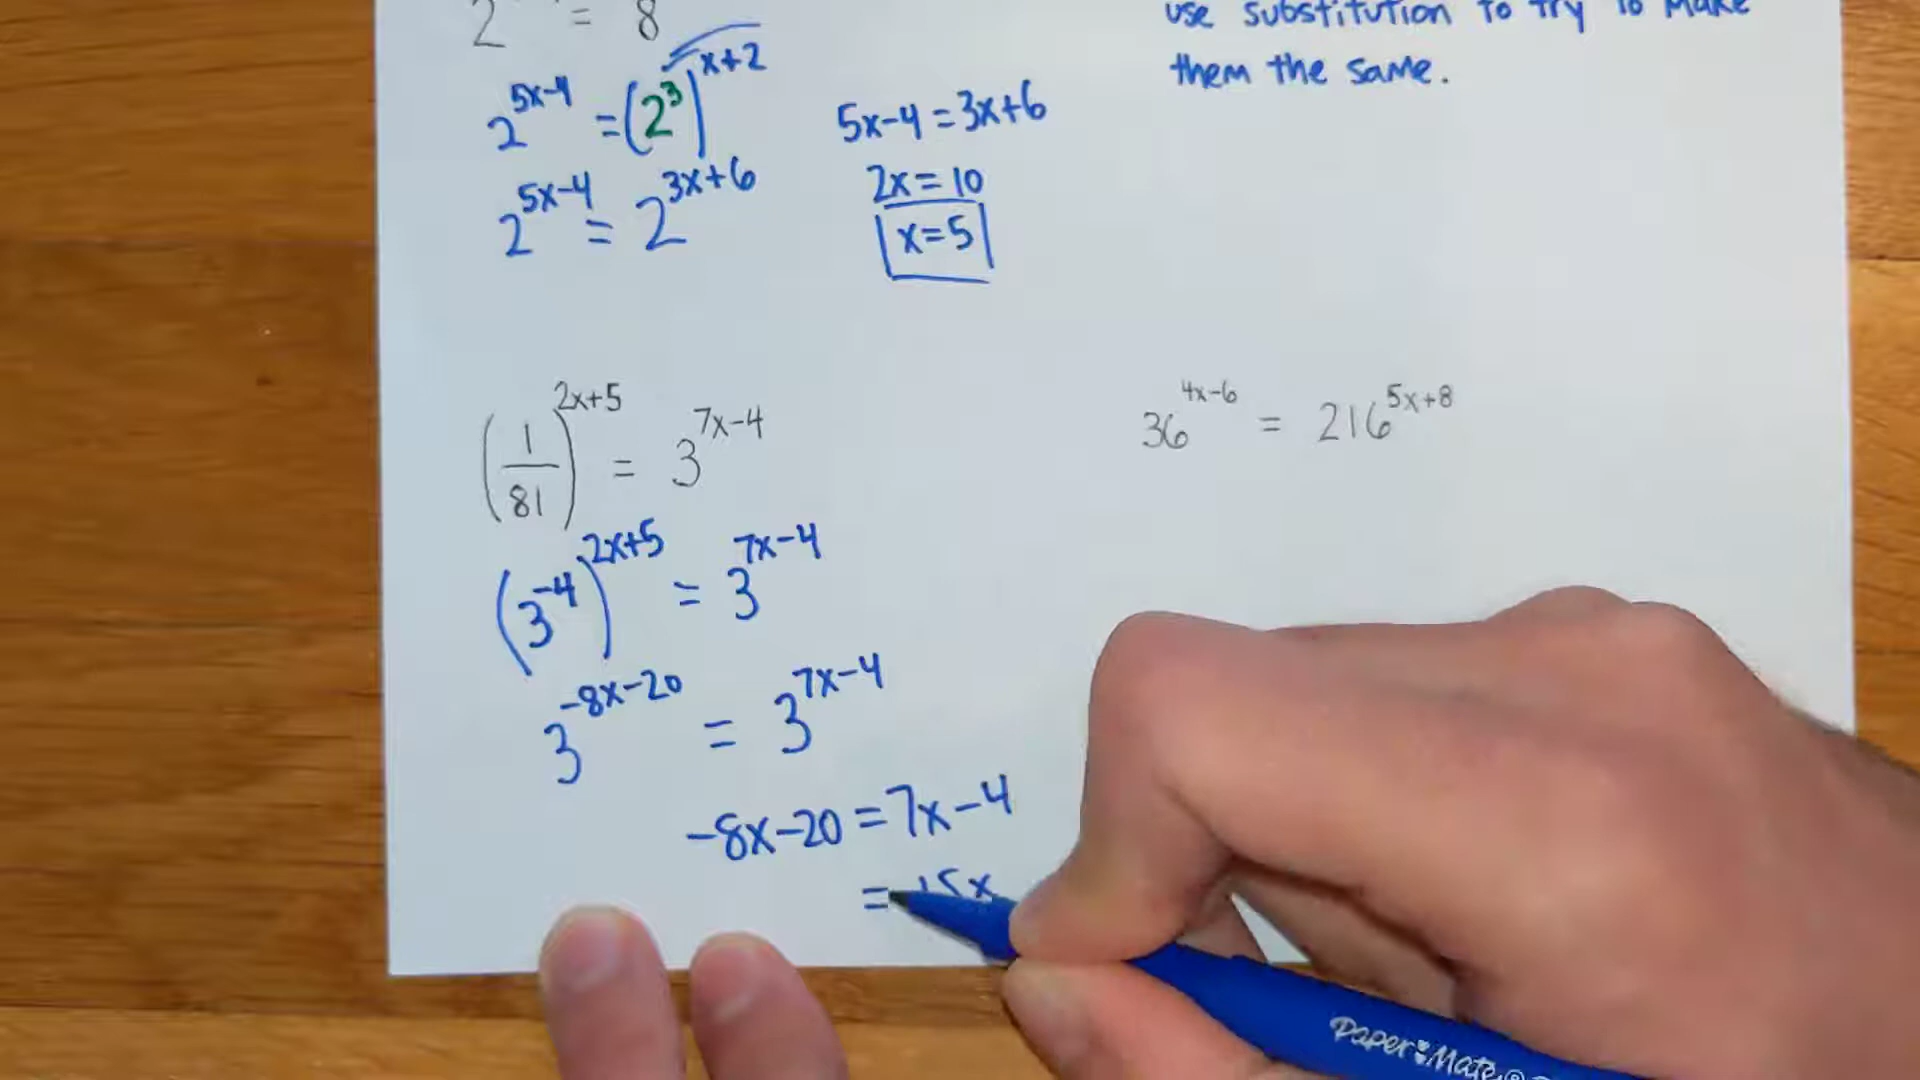 2 = 8
use substitution to try to make
them the same.
2^{5x-4} = (2^3)^{x+2}
2^{5x-4} = 2^{3x+6}
5x-4=3x+6
2x=10
x=5
(1/81)^{2x+5} = 3^{7x-4}
(3^{-4})^{2x+5} = 3^{7x-4}
3^{-8x-20} = 3^{7x-4}
-8x-20=7x-4
= 15x
36^{4x-6} = 216^{5x+8}
Paper Mate